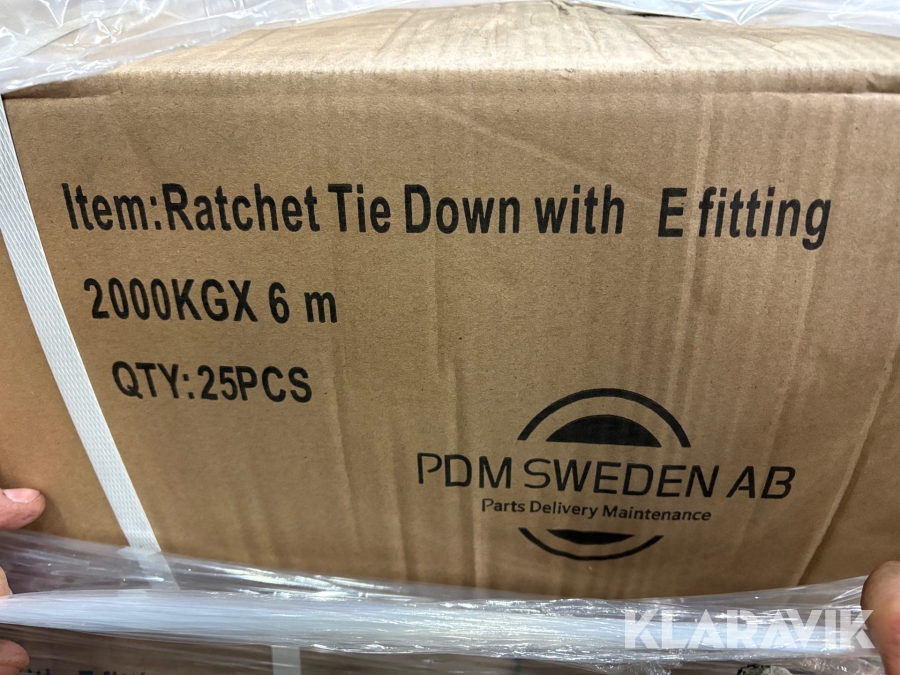 Item:Ratchet Tie Down with E fitting
2000KGX 6 m
QTY:25PCS
PDM SWEDEN AB
Parts Delivery Maintenance
KLARAVIK